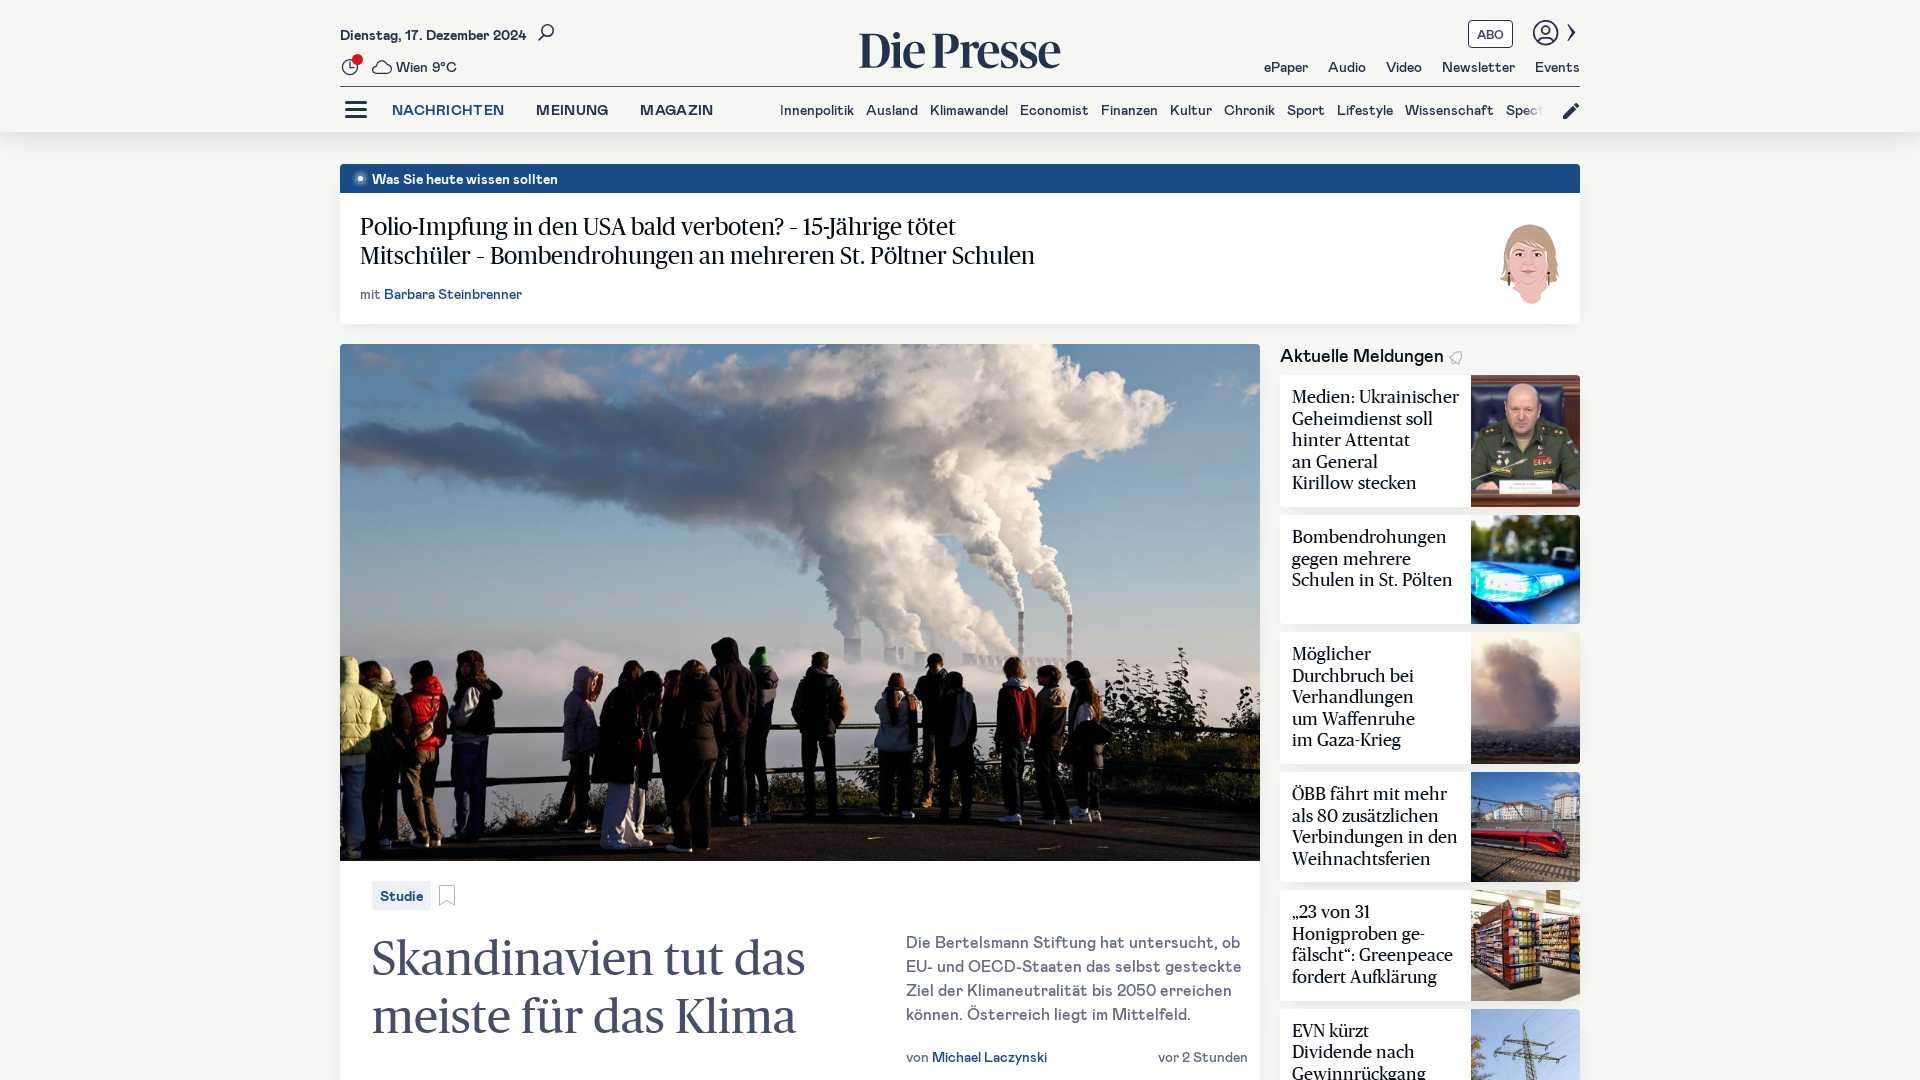 Dienstag, 17. Dezember 2024
Wien 9°C
Die Presse
ABO
ePaper Audio Video Newsletter Events
NACHRICHTEN MEINUNG MAGAZIN
Innenpolitik Ausland Klimawandel Economist Finanzen Kultur Chronik Sport Lifestyle Wissenschaft Spect
Was Sie heute wissen sollten
Polio-Impfung in den USA bald verboten? – 15-Jährige tötet
Mitschüler – Bombendrohungen an mehreren St. Pöltner Schulen
mit Barbara Steinbrenner
Studie
Skandinavien tut das
meiste für das Klima
Die Bertelsmann Stiftung hat untersucht, ob
EU- und OECD-Staaten das selbst gesteckte
Ziel der Klimaneutralität bis 2050 erreichen
können. Österreich liegt im Mittelfeld.
von Michael Laczynski
vor 2 Stunden
Aktuelle Meldungen
Medien: Ukrainischer
Geheimdienst soll
hinter Attentat
an General
Kirillow stecken
Bombendrohungen
gegen mehrere
Schulen in St. Pölten
Möglicher
Durchbruch bei
Verhandlungen
um Waffenruhe
im Gaza-Krieg
ÖBB fährt mit mehr
als 80 zusätzlichen
Verbindungen in den
Weihnachtsferien
„23 von 31
Honigproben ge-
fälscht“: Greenpeace
fordert Aufklärung
EVN kürzt
Dividende nach
Gewinnrückgang